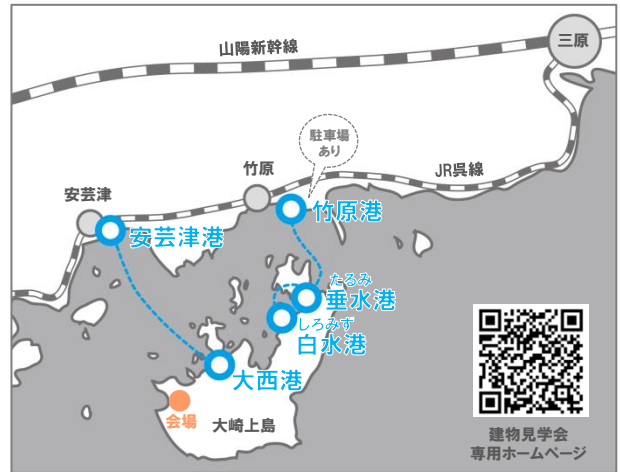 山陽新幹線
三原
駐車場
あり
竹原
JR呉線
安芸津
竹原港
安芸津港
たるみ
垂水港
しろみず
白水港
大西港
会場
大崎上島
建物見学会
専用ホームページ